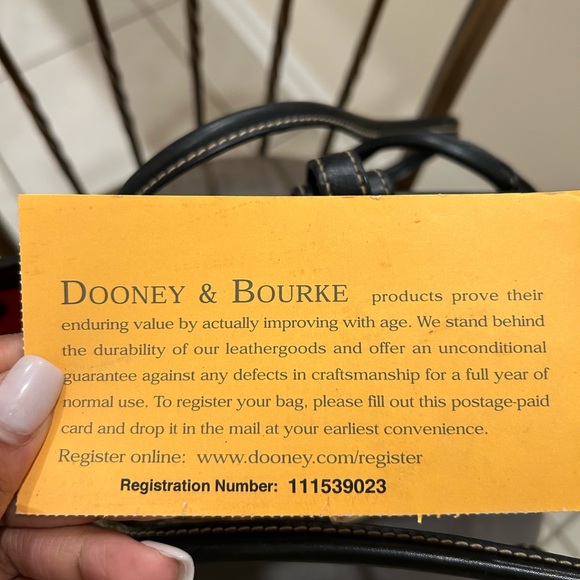 DOONEY & BOURKE products prove their
enduring value by actually improving with age. We stand behind
the durability of our leathergoods and offer an unconditional
guarantee against any defects in craftsmanship for a full year of
normal use. To register your bag, please fill out this postage-paid
card and drop it in the mail at your earliest convenience.
Register online: www.dooney.com/register
Registration Number: 111539023